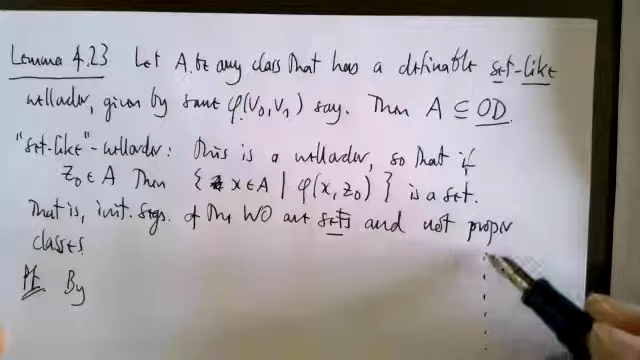 Lemma 4.23 Let A be any class that has a definable set-like
wellorder, given by some φ(v₀,v₁) say. Then A ⊆ OD.
"set-like"-wellorder: this is a wellorder, so that if
z₀ ∈ A Then { x ∈ A | φ(x, z₀) } is a set.
That is, init. segs. of the WO are sets and not proper
classes.
Pf By